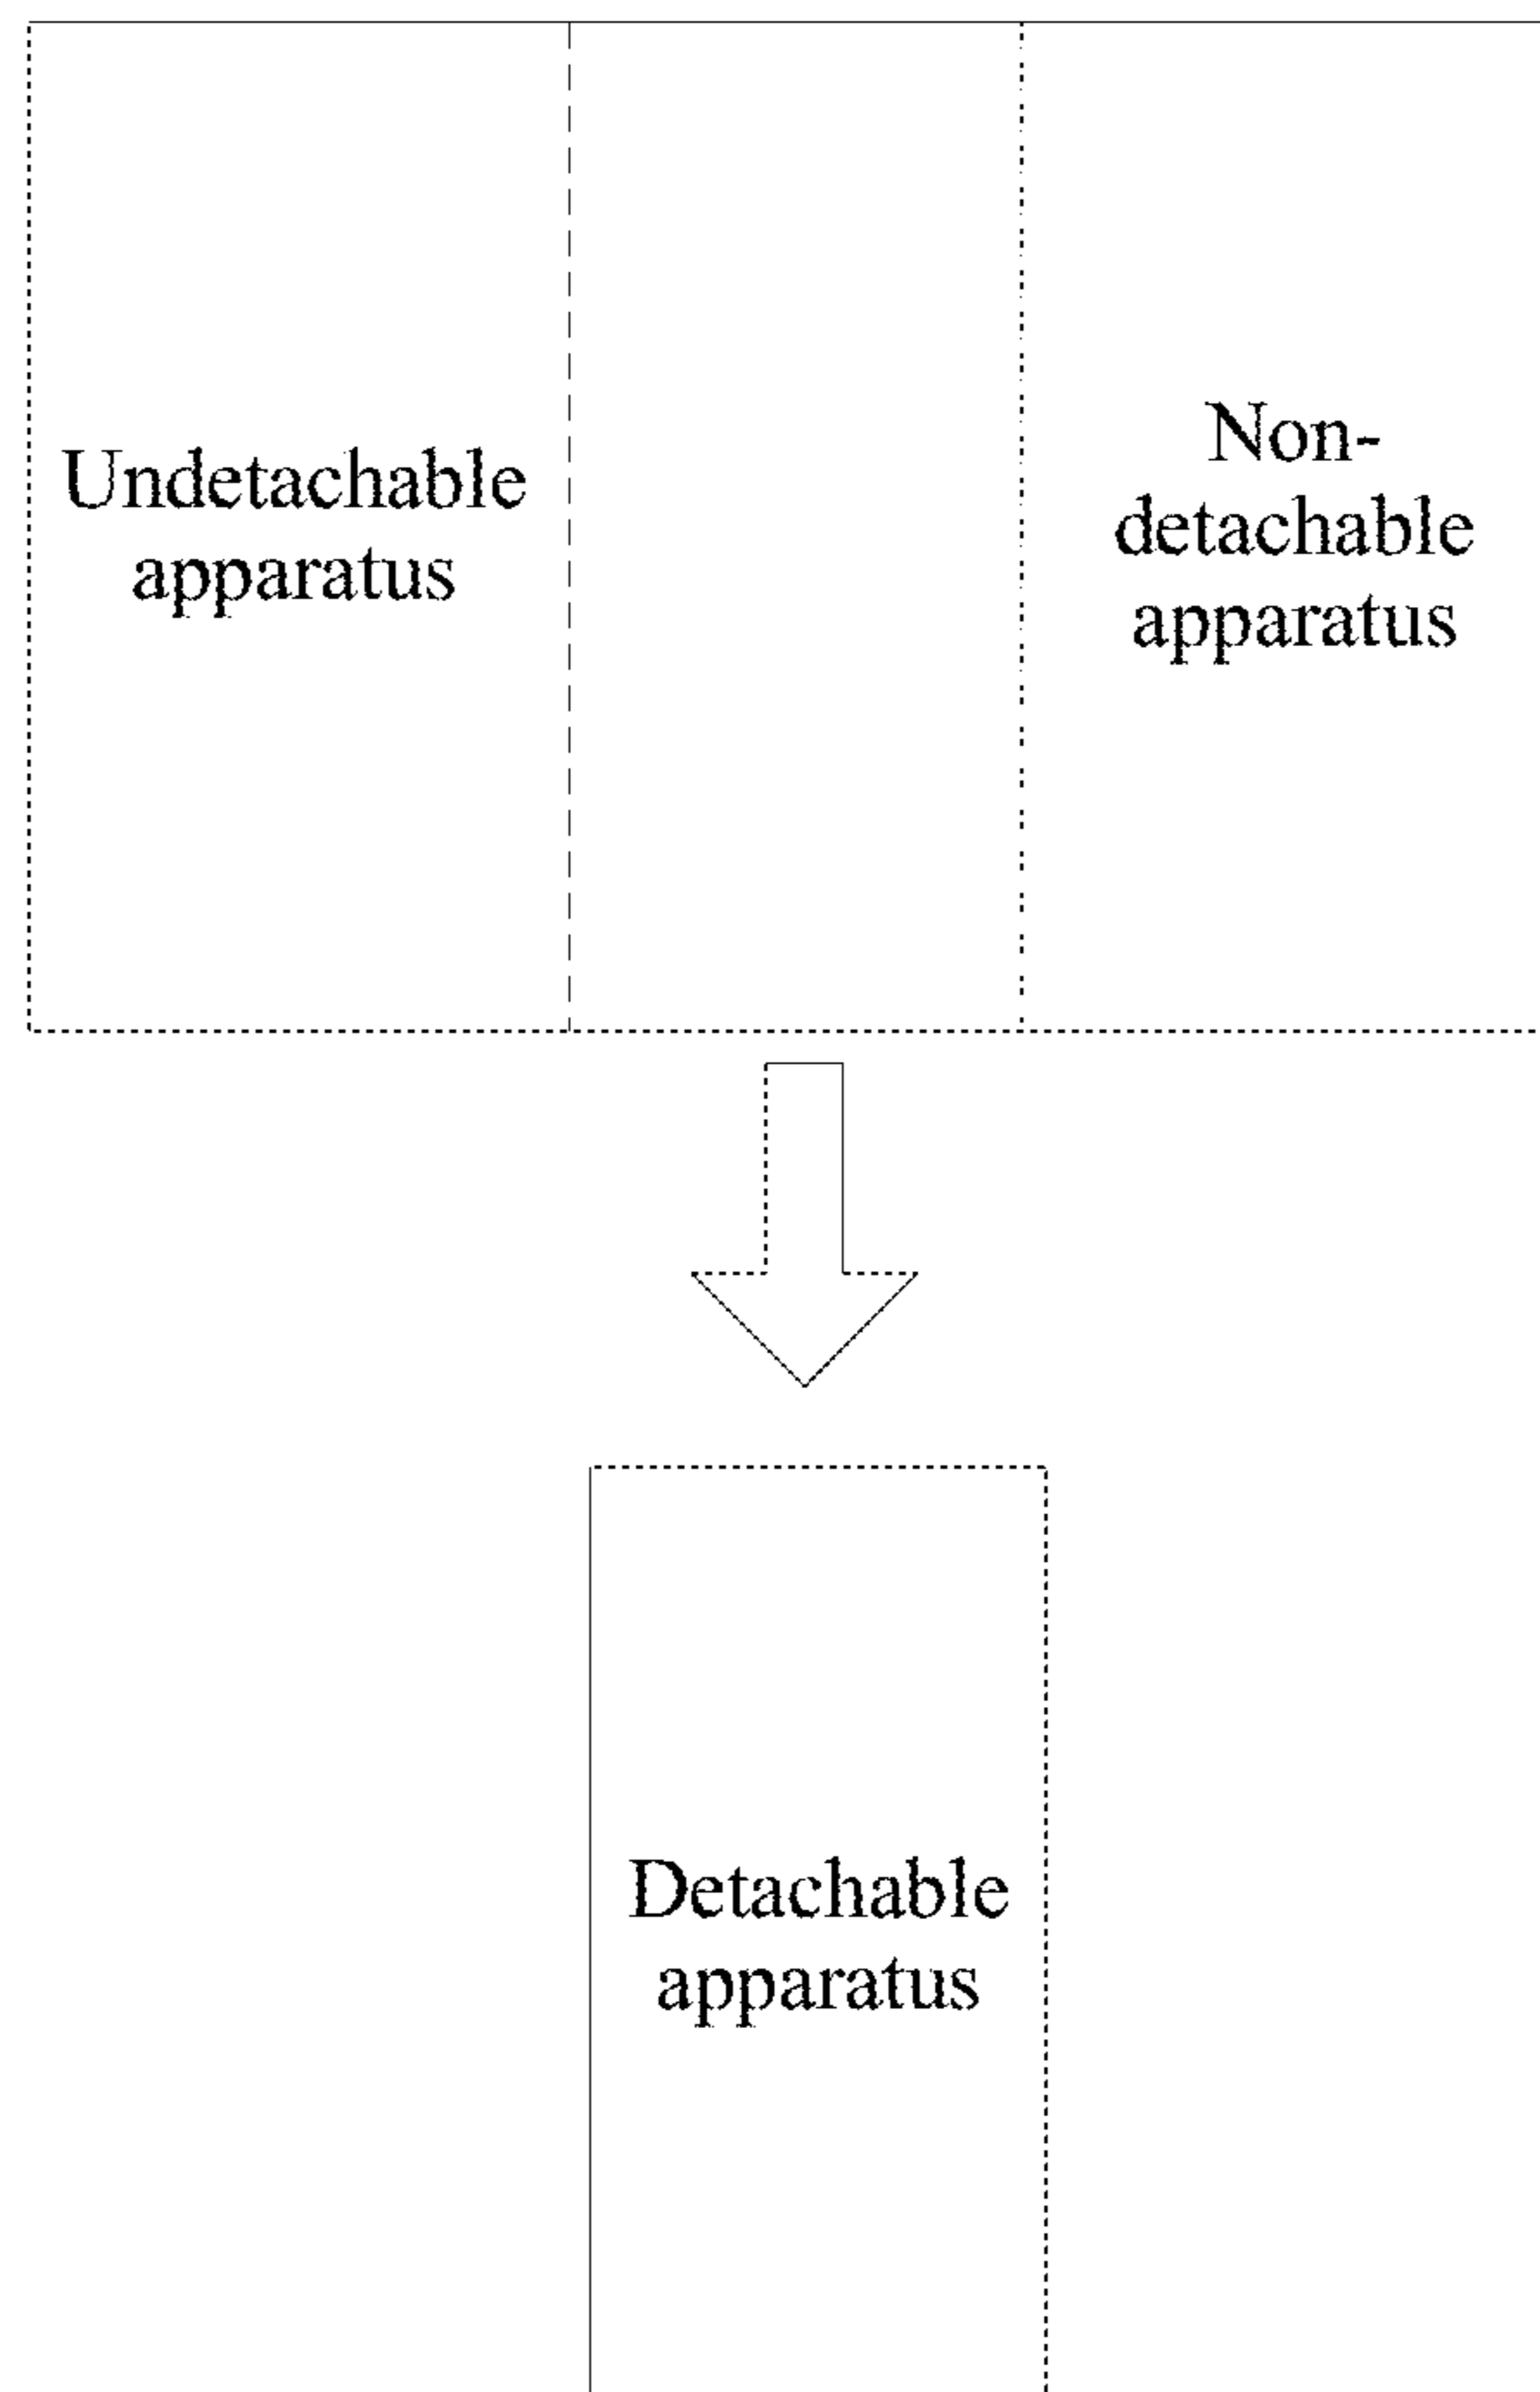 Undetachable
apparatus
Non-
detachable
apparatus
Detachable
apparatus